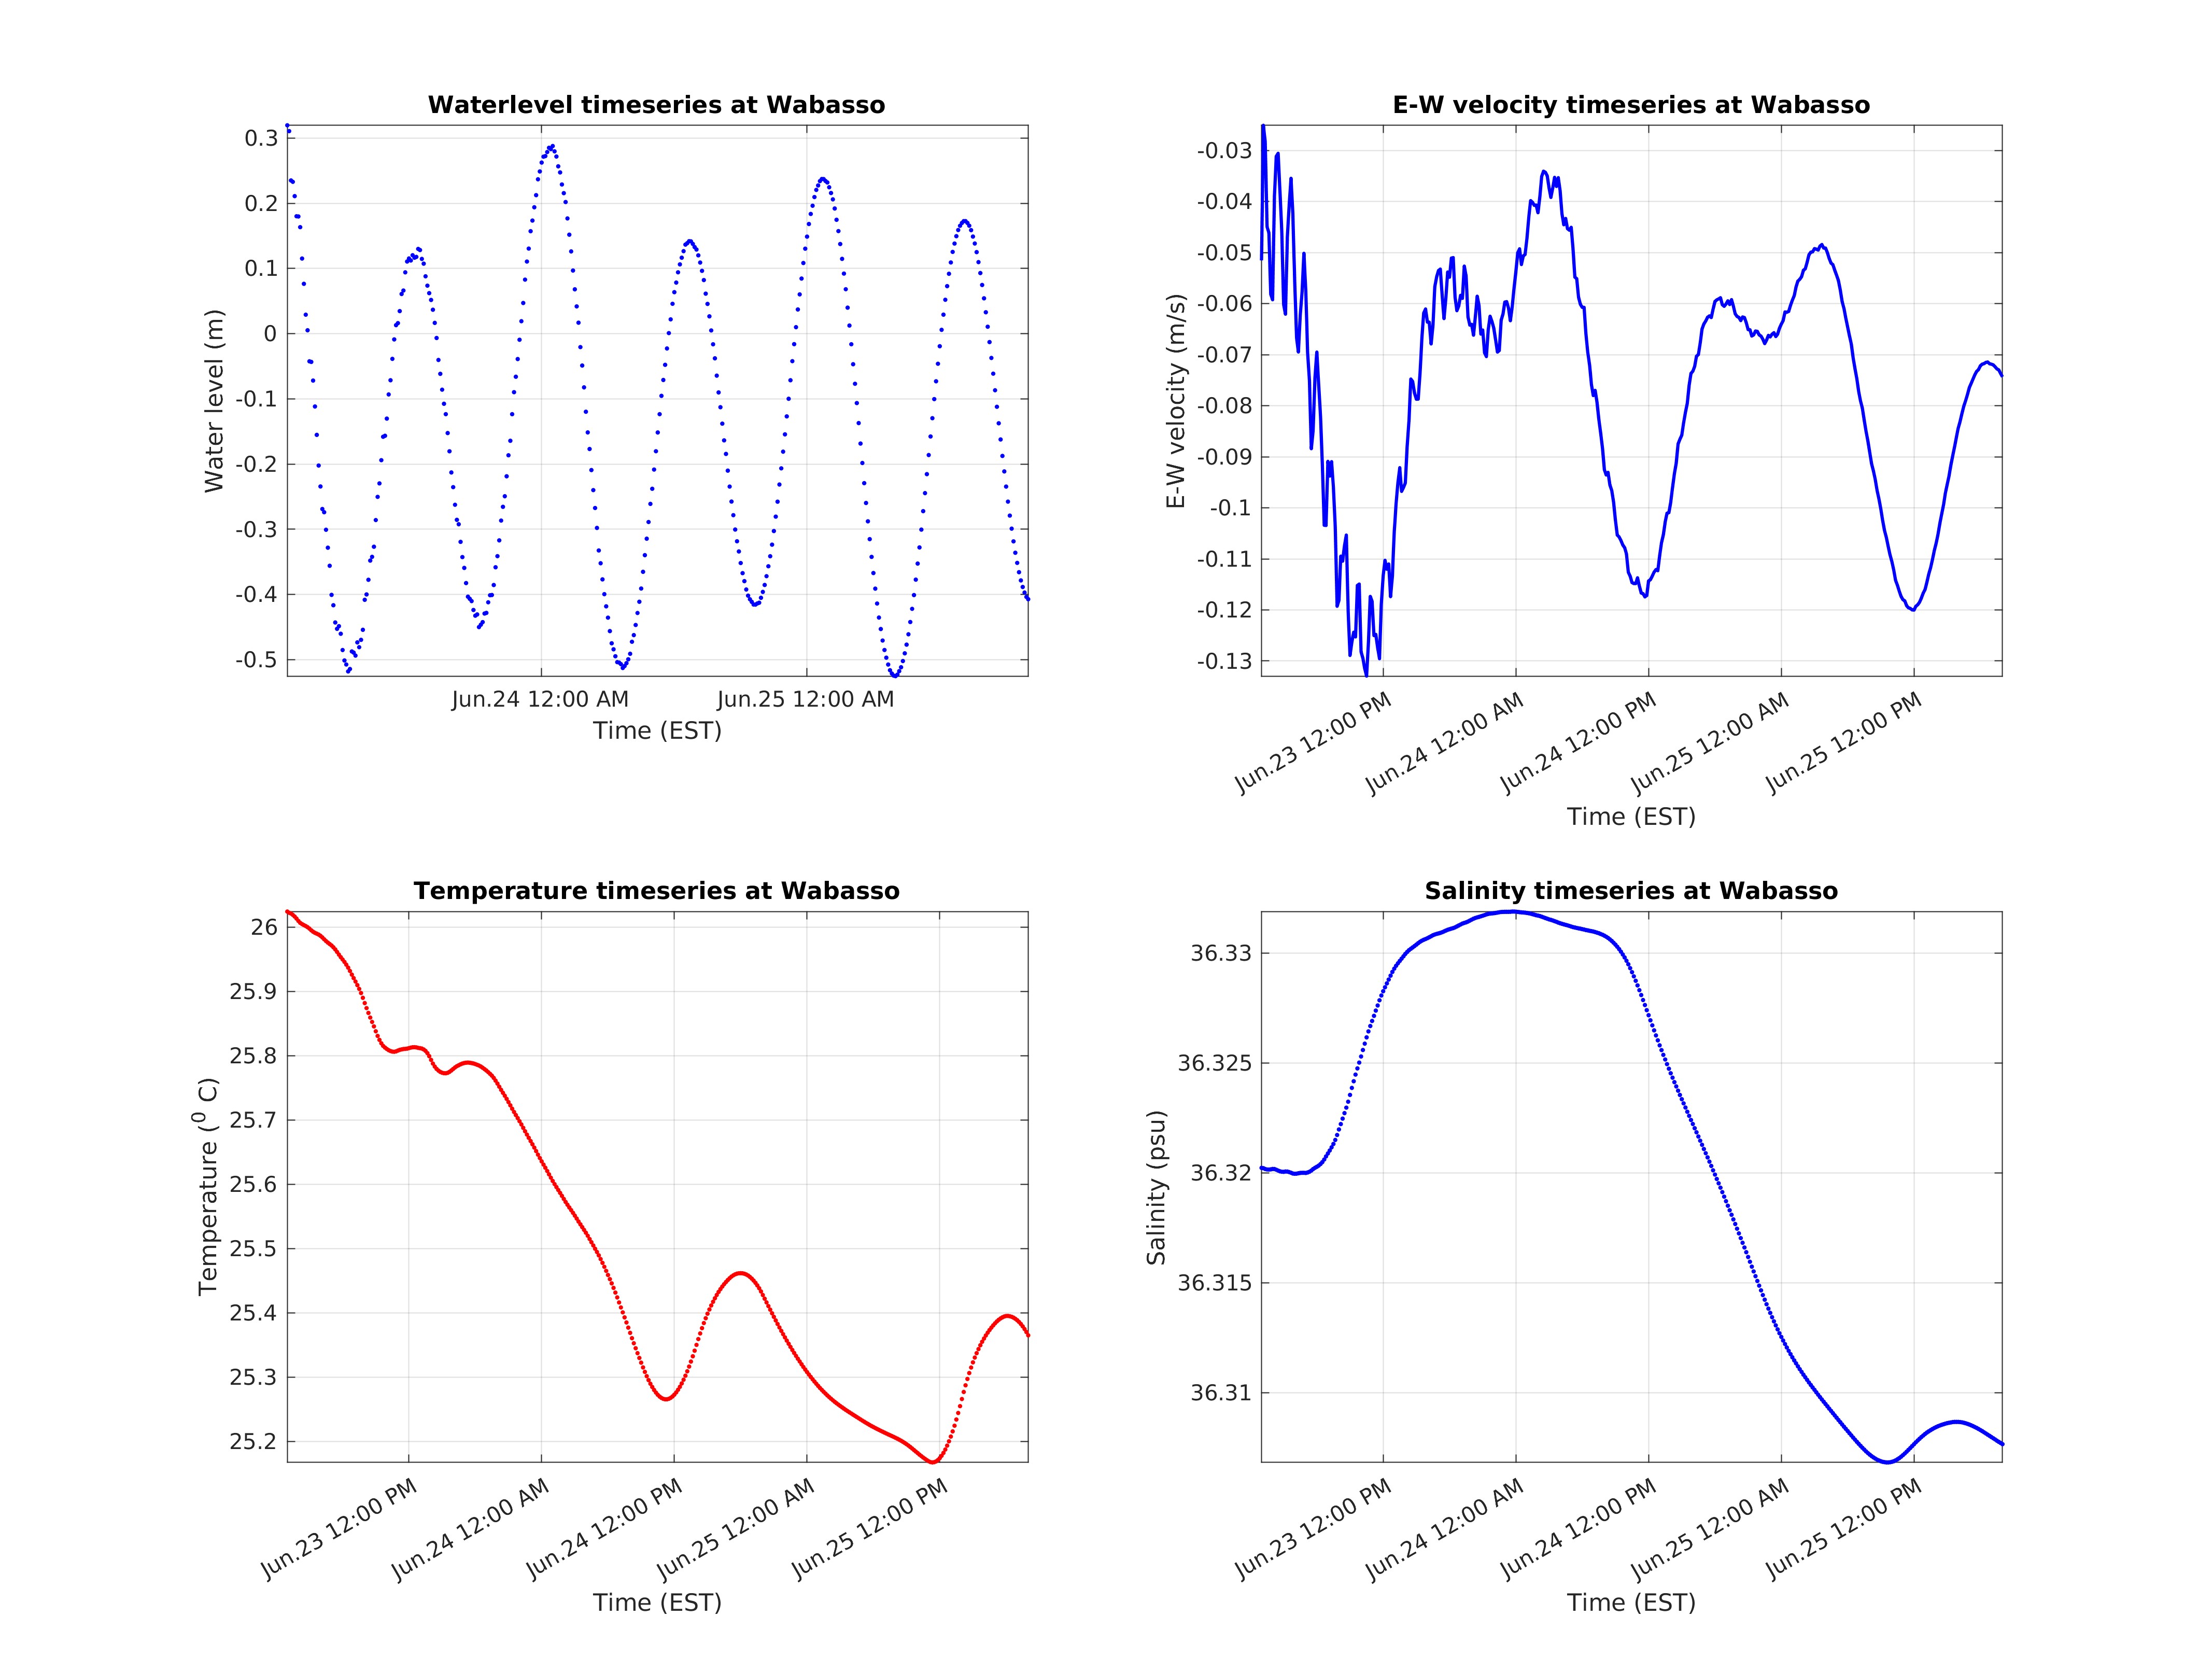 Waterlevel timeseries at Wabasso
0.3
0.2
0.1
0
-0.1
-0.2
-0.3
-0.4
-0.5
Water level (m)
Jun.24 12:00 AM
Jun.25 12:00 AM
Time (EST)
E-W velocity timeseries at Wabasso
-0.03
-0.04
-0.05
-0.06
-0.07
-0.08
-0.09
-0.1
-0.11
-0.12
-0.13
E-W velocity (m/s)
Jun.23 12:00 PM
Jun.24 12:00 AM
Jun.24 12:00 PM
Jun.25 12:00 AM
Jun.25 12:00 PM
Time (EST)
Temperature timeseries at Wabasso
26
25.9
25.8
25.7
25.6
25.5
25.4
25.3
25.2
Temperature (⁰ C)
Jun.23 12:00 PM
Jun.24 12:00 AM
Jun.24 12:00 PM
Jun.25 12:00 AM
Jun.25 12:00 PM
Time (EST)
Salinity timeseries at Wabasso
36.33
36.325
36.32
36.315
36.31
Salinity (psu)
Jun.23 12:00 PM
Jun.24 12:00 AM
Jun.24 12:00 PM
Jun.25 12:00 AM
Jun.25 12:00 PM
Time (EST)